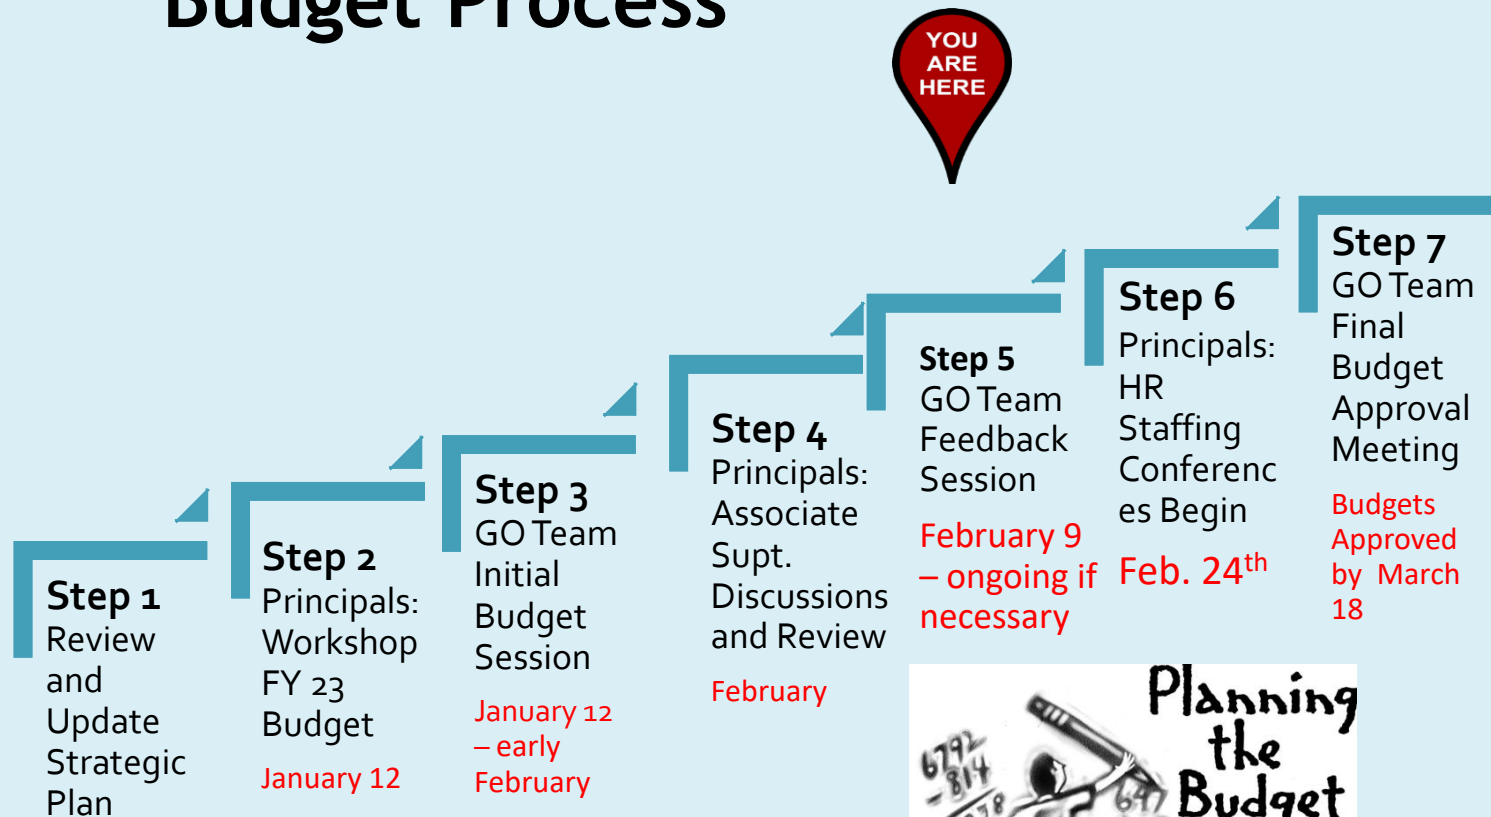 Budget Process
YOU
ARE
HERE
Step 1
Review
and
Update
Strategic
Plan
Step 2
Principals:
Workshop
FY 23
Budget
January 12
Step 3
GO Team
Initial
Budget
Session
January 12
– early
February
Step 4
Principals:
Associate
Supt.
Discussions
and Review
February
Step 5
GO Team
Feedback
Session
February 9
– ongoing if
necessary
Step 6
Principals:
HR
Staffing
Conferenc
es Begin
Feb. 24th
Step 7
GO Team
Final
Budget
Approval
Meeting
Budgets
Approved
by March
18
Planning
the
Budget
6792
-814
647